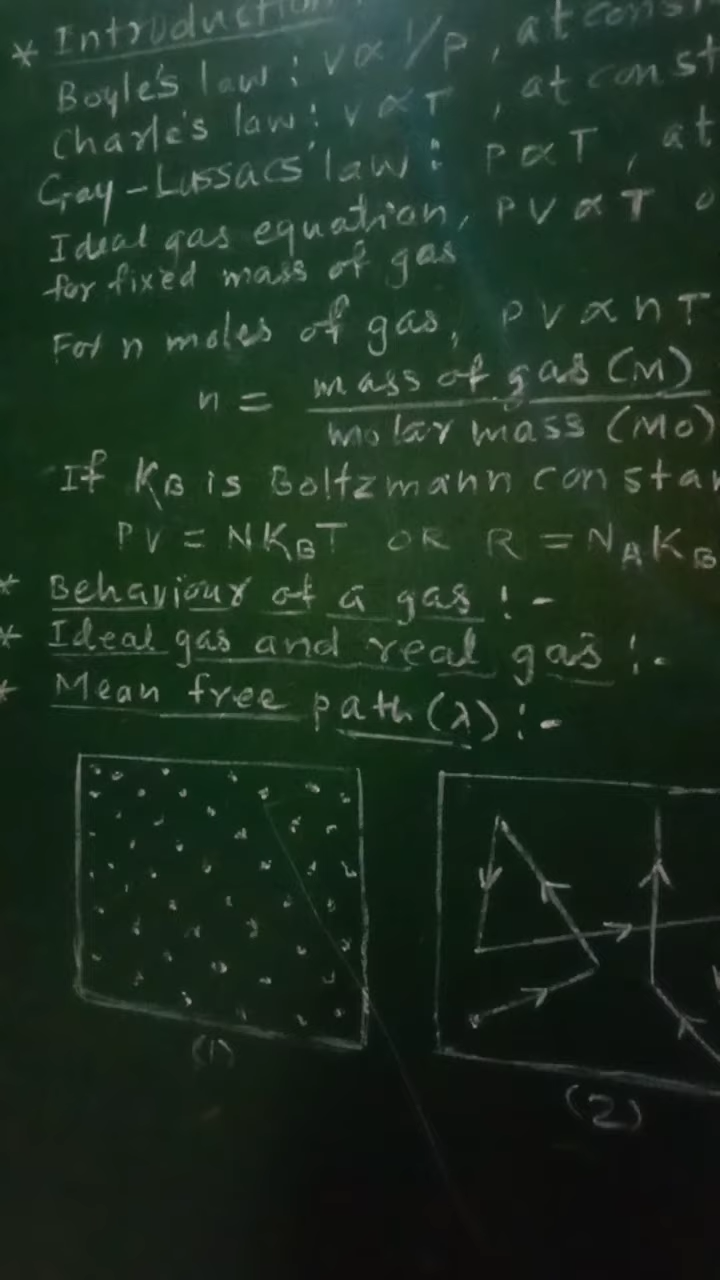 * Introduction
Boyle's law: V ∝ 1/P, at const
Charle's law: V ∝ T, at const
Gay-Lussacs' law: P ∝ T, at
Ideal gas equation, PV ∝ T
for fixed mass of gas
For n moles of gas, PV ∝ nT
n = mass of gas (M)
molar mass (Mo)
If KB is Boltzmann constan
PV = NKBT OR R = NAKB
* Behaviour of a gas :-
* Ideal gas and real gas :-
* Mean free path (λ) :-
(1)
(2)